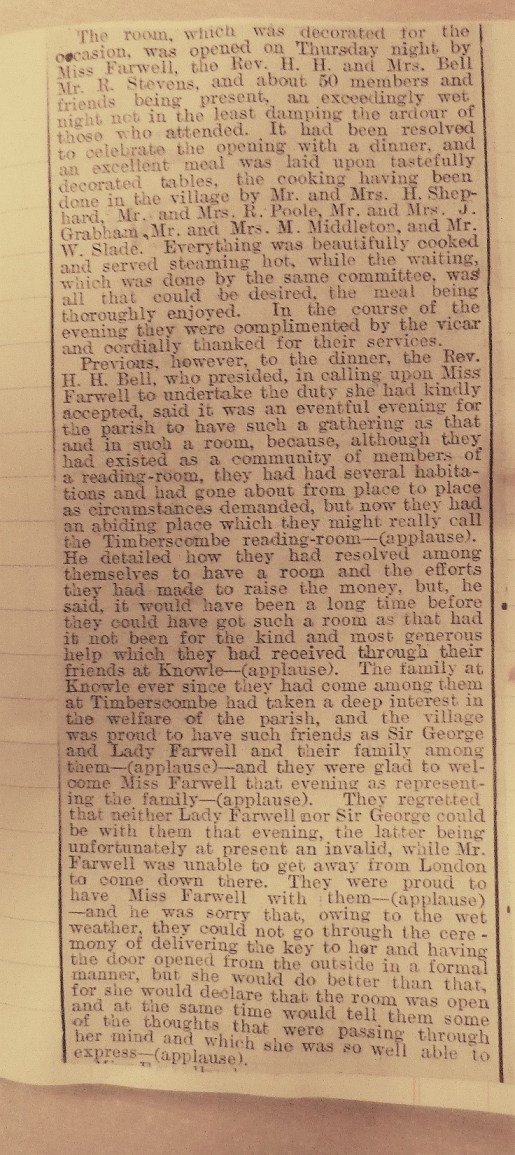 The room, which was decorated for the
occasion, was opened on Thursday night by
Miss Farwell, the Rev. H. H. and Mrs. Bell
Mr. R. Stevens, and about 50 members and
friends being present, an exceedingly wet
night not in the least damping the ardour of
those who attended. It had been resolved
to celebrate the opening with a dinner, and
an excellent meal was laid upon tastefully
decorated tables, the cooking having been
done in the village by Mr. and Mrs. H. Shep-
hard, Mr. and Mrs. R. Poole, Mr. and Mrs. J.
Grabham, Mr. and Mrs. M. Middleton, and Mr.
W. Slade. Everything was beautifully cooked
and served steaming hot, while the waiting,
which was done by the same committee, was
all that could be desired, the meal being
thoroughly enjoyed. In the course of the
evening they were complimented by the vicar
and cordially thanked for their services.
Previous, however, to the dinner, the Rev.
H. H. Bell, who presided, in calling upon Miss
Farwell to undertake the duty she had kindly
accepted, said it was an eventful evening for
the parish to have such a gathering as that
and in such a room, because, although they
had existed as a community of members of
a reading-room, they had had several habita-
tions and had gone about from place to place
as circumstances demanded, but now they had
an abiding place which they might really call
the Timberscombe reading-room—(applause).
He detailed how they had resolved among
themselves to have a room and the efforts
they had made to raise the money, but, he
said, it would have been a long time before
they could have got such a room as that had
it not been for the kind and most generous
help which they had received through their
friends at Knowle—(applause). The family at
Knowle ever since they had come among them
at Timberscombe had taken a deep interest in
the welfare of the parish, and the village
was proud to have such friends as Sir George
and Lady Farwell and their family among
them—(applause)—and they were glad to wel-
come Miss Farwell that evening as represent-
ing the family—(applause). They regretted
that neither Lady Farwell nor Sir George could
be with them that evening, the latter being
unfortunately at present an invalid, while Mr.
Farwell was unable to get away from London
to come down there. They were proud to
have Miss Farwell with them—(applause)
—and he was sorry that, owing to the wet
weather, they could not go through the cere-
mony of delivering the key to her and having
the door opened from the outside in a formal
manner, but she would do better than that,
for she would declare that the room was open
and at the same time would tell them some
of the thoughts that were passing through
her mind and which she was so well able to
express—(applause).